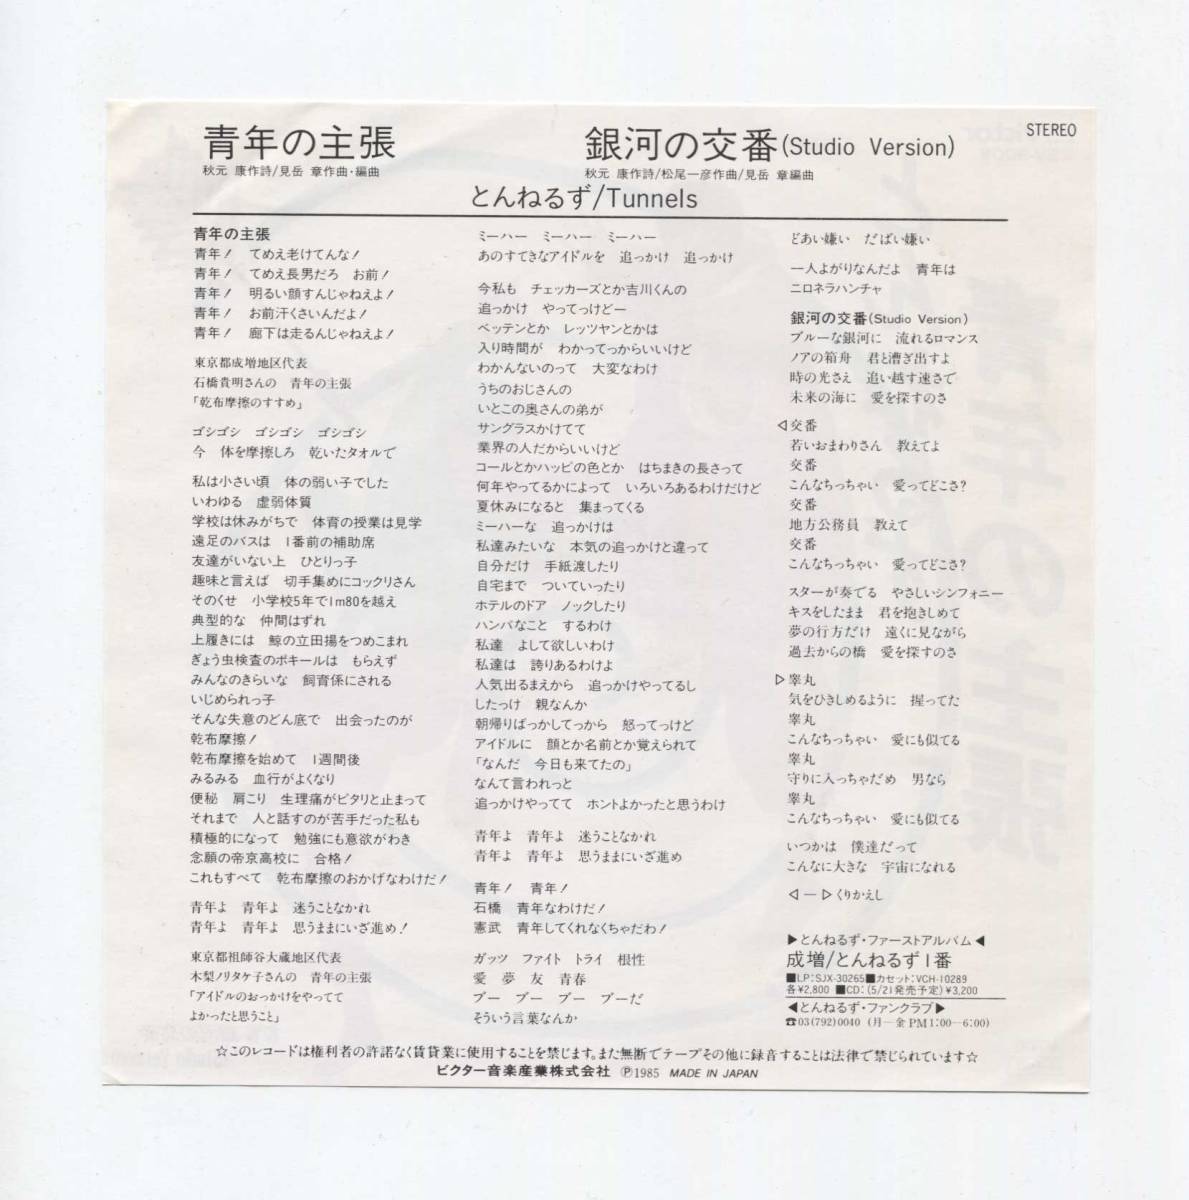 STEREO
青年の主張
秋元 康作詩/見岳 章作曲・編曲
銀河の交番(Studio Version)
秋元 康作詩/松尾一彦作曲/見岳 章編曲
とんねるず/Tunnels
青年の主張
青年! てめえ老けてんな!
青年! てめえ長男だろ お前!
青年! 明るい顔すんじゃねえよ!
青年! お前汗くさいんだよ!
青年! 廊下は走るんじゃねえよ!
東京都成増地区代表
石橋貴明さんの 青年の主張
「乾布摩擦のすすめ」
ゴシゴシ ゴシゴシ ゴシゴシ
今 体を摩擦しろ 乾いたタオルで
私は小さい頃 体の弱い子でした
いわゆる 虚弱体質
学校は休みがちで 体育の授業は見学
遠足のバスは 1番前の補助席
友達がいない上 ひとりっ子
趣味と言えば 切手集めにコックリさん
そのくせ 小学校5年で1m80を越え
典型的な 仲間はずれ
上履きには 鯨の立田揚をつめこまれ
ぎょう虫検査のポキールは もらえず
みんなのきらいな 飼育係にされる
いじめられっ子
そんな失意のどん底で 出会ったのが
乾布摩擦!
乾布摩擦を始めて 1週間後
みるみる 血行がよくなり
便秘 肩こり 生理痛がピタリと止まって
それまで 人と話すのが苦手だった私も
積極的になって 勉強にも意欲がわき
念願の帝京高校に 合格!
これもすべて 乾布摩擦のおかげなわけだ!
青年よ 青年よ 迷うことなかれ
青年よ 青年よ 思うままにいざ進め!
東京都祖師谷大蔵地区代表
木梨ノリタケ子さんの 青年の主張
「アイドルのおっかけをやってて
よかったと思うこと」
ミーハー ミーハー ミーハー
あのすてきなアイドルを 追っかけ 追っかけ
今私も チェッカーズとか吉川くんの
追っかけ やってっけどー
ベッテンとか レッツヤンとかは
入り時間が わかってっからいいけど
わかんないのって 大変なわけ
うちのおじさんの
いとこの奥さんの弟が
サングラスかけてて
業界の人だからいいけど
コールとかハッピの色とか はちまきの長さって
何年やってるかによって いろいろあるわけだけど
夏休みになると 集まってくる
ミーハーな 追っかけは
私達みたいな 本気の追っかけと違って
自分だけ 手紙渡したり
自宅まで ついていったり
ホテルのドア ノックしたり
ハンパなこと するわけ
私達 よして欲しいわけ
私達は 誇りあるわけよ
人気出るまえから 追っかけやってるし
したっけ 親なんか
朝帰りばっかしてっから 怒ってっけど
アイドルに 顔とか名前とか覚えられて
「なんだ 今日も来てたの」
なんて言われっと
追っかけやってて ホントよかったと思うわけ
青年よ 青年よ 迷うことなかれ
青年よ 青年よ 思うままにいざ進め
青年! 青年!
石橋 青年なわけだ!
憲武 青年してくれなくちゃだわ!
ガッツ ファイト トライ 根性
愛 夢 友 青春
ブー ブー ブー ブーだ
そういう言葉なんか
どあい嫌い だばい嫌い
一人よがりなんだよ 青年は
ニロネラハンチャ
銀河の交番(Studio Version)
ブルーな銀河に 流れるロマンス
ノアの箱舟 君と漕ぎ出すよ
時の光さえ 追い越す速さで
未来の海に 愛を探すのさ
◁交番
若いおまわりさん 教えてよ
交番
こんなちっちゃい 愛ってどこさ?
交番
地方公務員 教えて
交番
こんなちっちゃい 愛ってどこさ?
スターが奏でる やさしいシンフォニー
キスをしたまま 君を抱きしめて
夢の行方だけ 遠くに見ながら
過去からの橋 愛を探すのさ
▷睾丸
気をひきしめるように 握ってた
睾丸
こんなちっちゃい 愛にも似てる
睾丸
守りに入っちゃだめ 男なら
睾丸
こんなちっちゃい 愛にも似てる
いつかは 僕達だって
こんなに大きな 宇宙になれる
◁―▷くりかえし
▶とんねるず・ファーストアルバム◀
成増/とんねるず1番
■LP:SJX-30265■カセット:VCH-10289
各¥2,800 ■CD:(5/21発売予定)¥3,200
◀とんねるず・ファンクラブ▶
☎03(792)0040 (月―金PM1:00―6:00)
☆このレコードは権利者の許諾なく賃貸業に使用することを禁じます。また無断でテープその他に録音することは法律で禁じられています☆
ビクター音楽産業株式会社 Ⓟ1985 MADE IN JAPAN